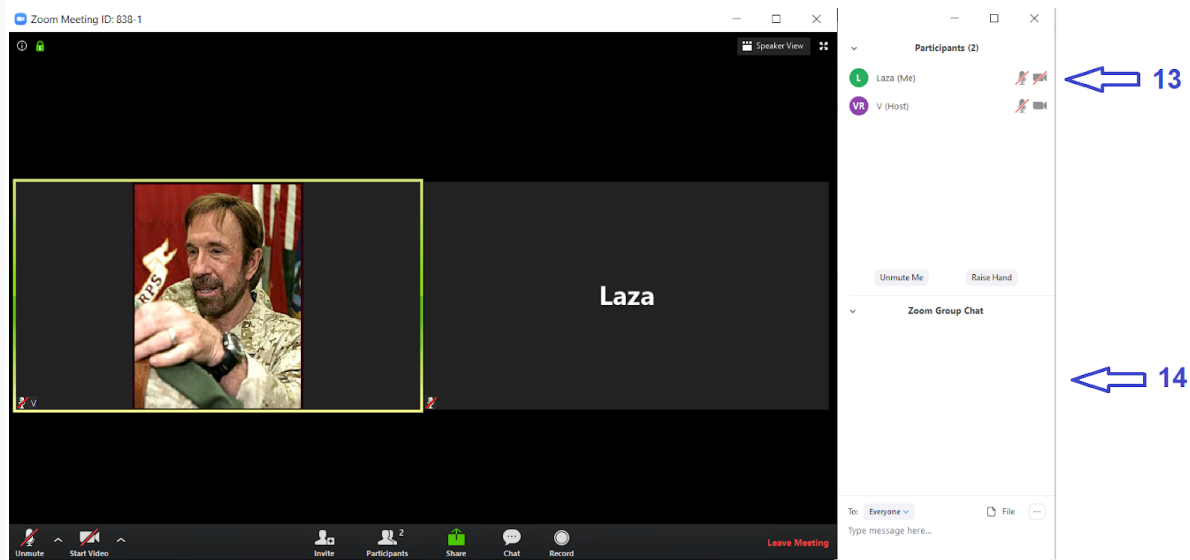 Zoom Meeting ID: 838-1
Speaker View
RPS
V
Laza
Unmute
Start Video
Invite
Participants 2
Share
Chat
Record
Leave Meeting
Participants (2)
L Laza (Me)
VR V (Host)
Unmute Me Raise Hand
Zoom Group Chat
To: Everyone File ...
Type message here...
13
14